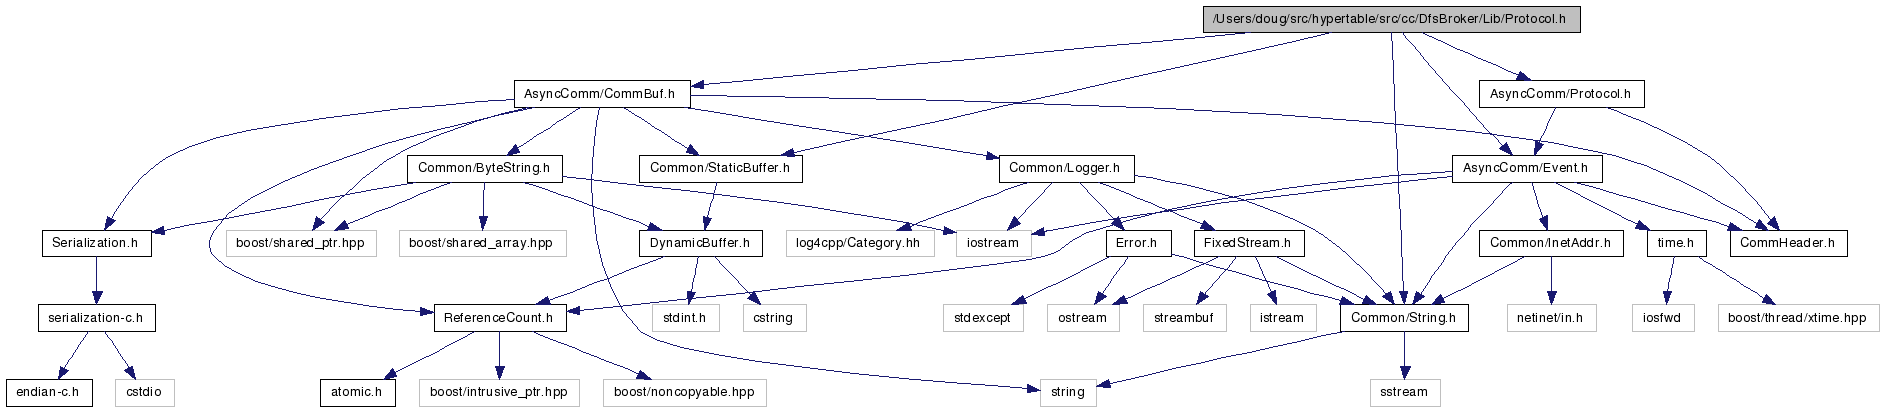 /Users/doug/src/hypertable/src/cc/DfsBroker/Lib/Protocol.h
AsyncComm/CommBuf.h
AsyncComm/Protocol.h
Common/ByteString.h
Common/StaticBuffer.h
Common/Logger.h
AsyncComm/Event.h
Serialization.h
boost/shared_ptr.hpp
boost/shared_array.hpp
DynamicBuffer.h
log4cpp/Category.hh
iostream
Error.h
FixedStream.h
Common/InetAddr.h
time.h
CommHeader.h
serialization-c.h
ReferenceCount.h
stdint.h
cstring
stdexcept
ostream
streambuf
istream
Common/String.h
netinet/in.h
iosfwd
boost/thread/xtime.hpp
endian-c.h
cstdio
atomic.h
boost/intrusive_ptr.hpp
boost/noncopyable.hpp
string
sstream